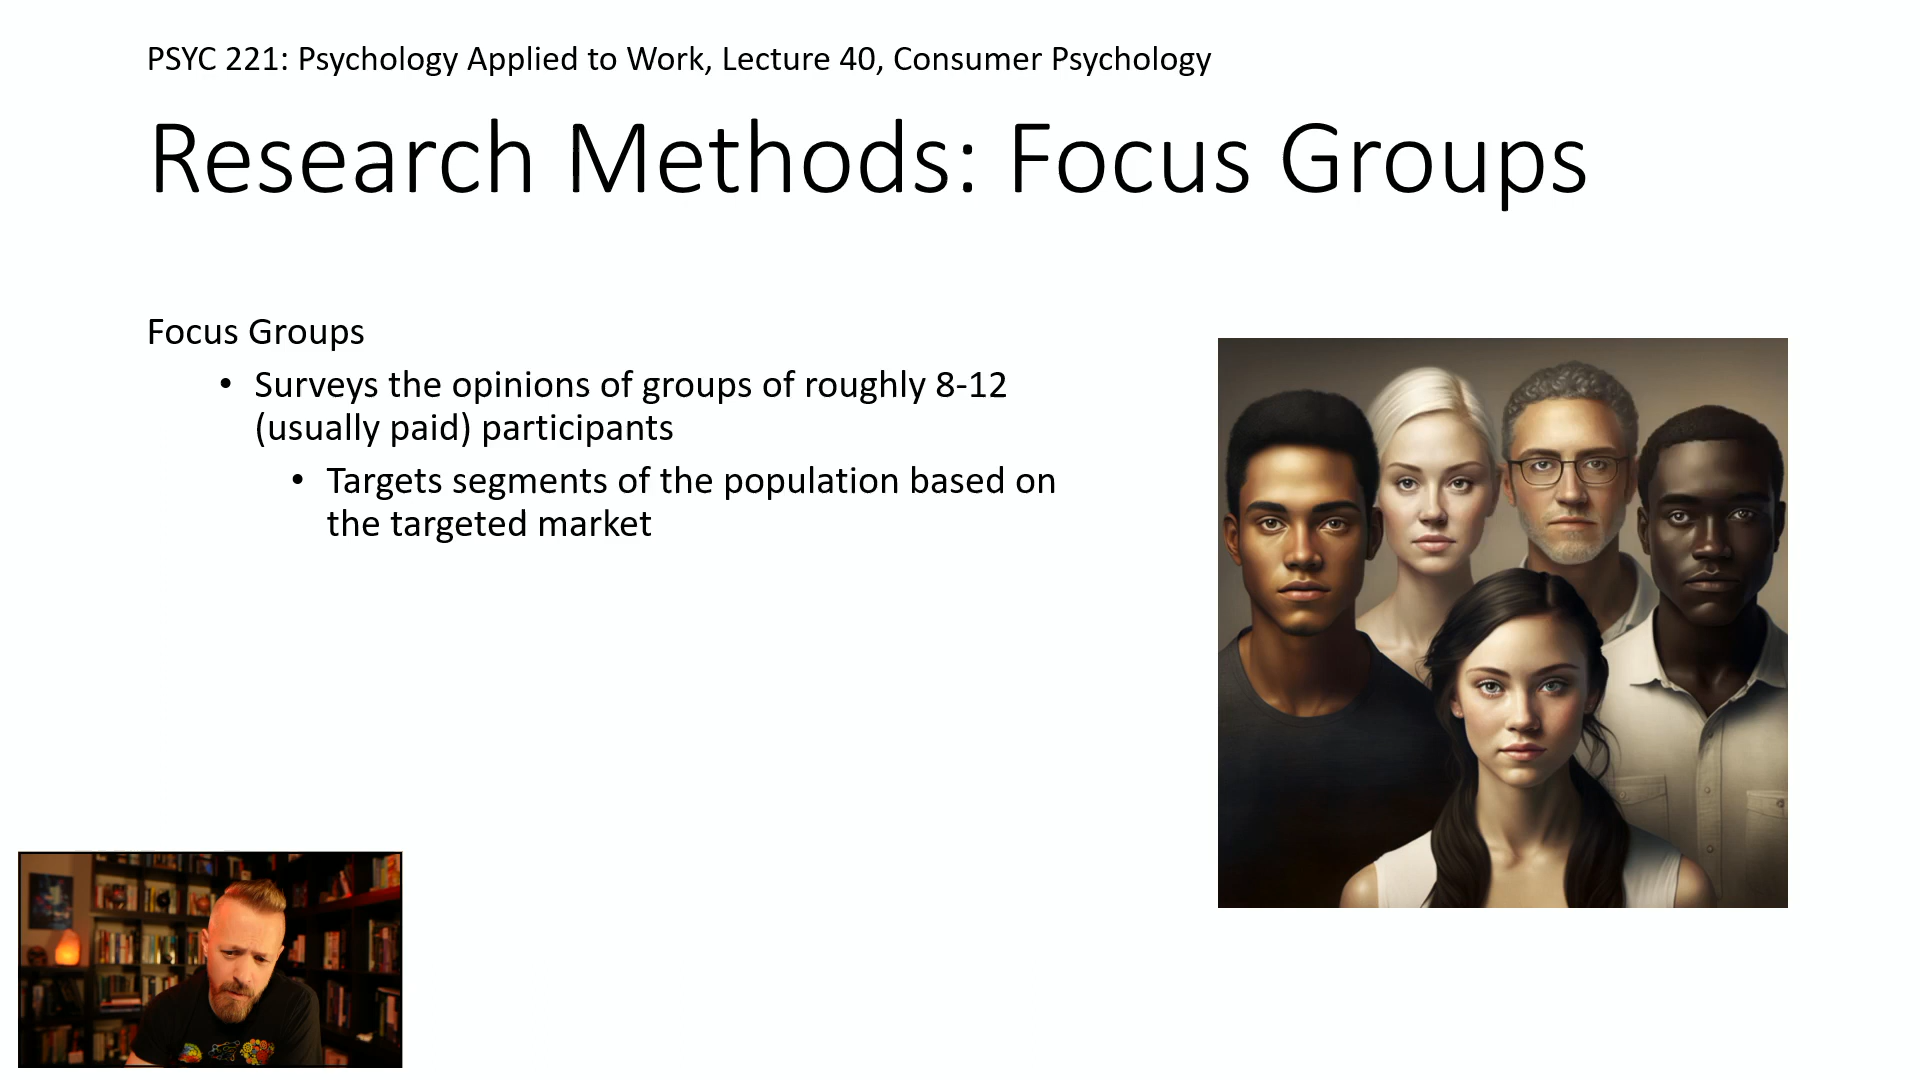 PSYC 221: Psychology Applied to Work, Lecture 40, Consumer Psychology
Research Methods: Focus Groups
Focus Groups
• Surveys the opinions of groups of roughly 8-12
(usually paid) participants
• Targets segments of the population based on
the targeted market